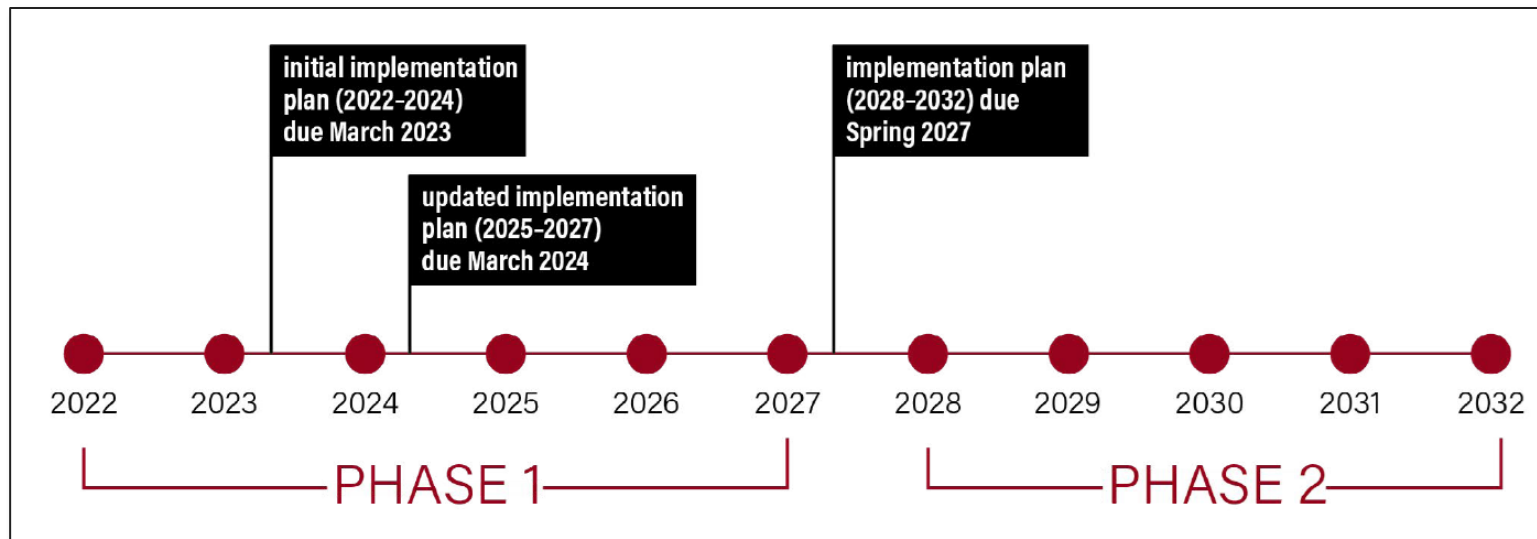 initial implementation
plan (2022–2024)
due March 2023
implementation plan
(2028–2032) due
Spring 2027
updated implementation
plan (2025–2027)
due March 2024
2022 2023 2024 2025 2026 2027 2028 2029 2030 2031 2032
PHASE 1 PHASE 2